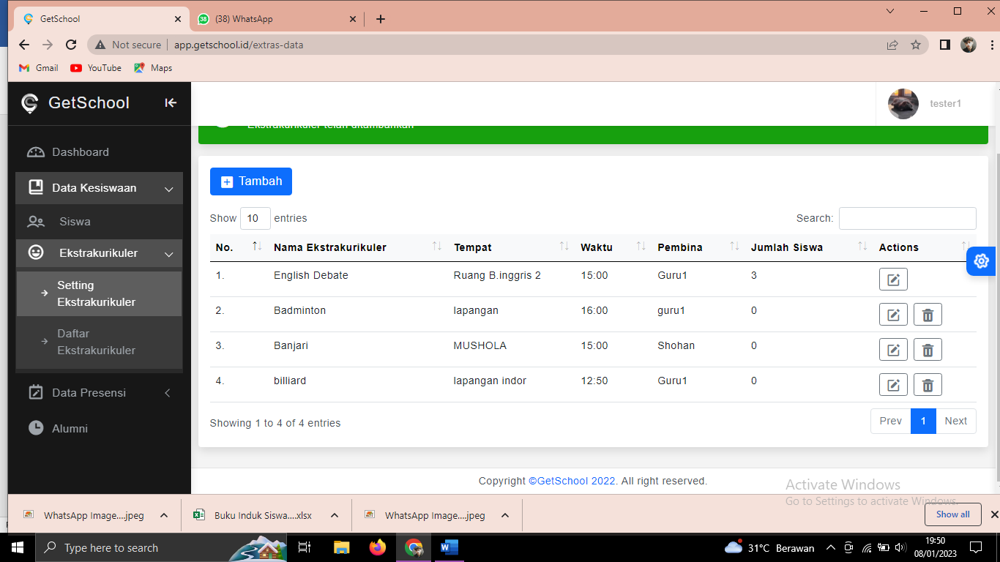 GetSchool
(38) WhatsApp
Not secure
app.getschool.id/extras-data
Gmail
YouTube
Maps
GetSchool
tester1
Ekstrakurikuler telah ditambahkan
Dashboard
Data Kesiswaan
Siswa
Ekstrakurikuler
Setting
Ekstrakurikuler
Daftar
Ekstrakurikuler
Data Presensi
Alumni
Tambah
Show 10 entries
Search:
No. Nama Ekstrakurikuler Tempat Waktu Pembina Jumlah Siswa Actions
1. English Debate Ruang B.inggris 2 15:00 Guru1 3
2. Badminton lapangan 16:00 guru1 0
3. Banjari MUSHOLA 15:00 Shohan 0
4. billiard lapangan indor 12:50 Guru1 0
Showing 1 to 4 of 4 entries
Prev 1 Next
Copyright ©GetSchool 2022. All right reserved.
Activate Windows
Go to Settings to activate Windows.
WhatsApp Image....jpeg
Buku Induk Siswa....xlsx
WhatsApp Image....jpeg
Show all
Type here to search
31°C Berawan
19:50
08/01/2023